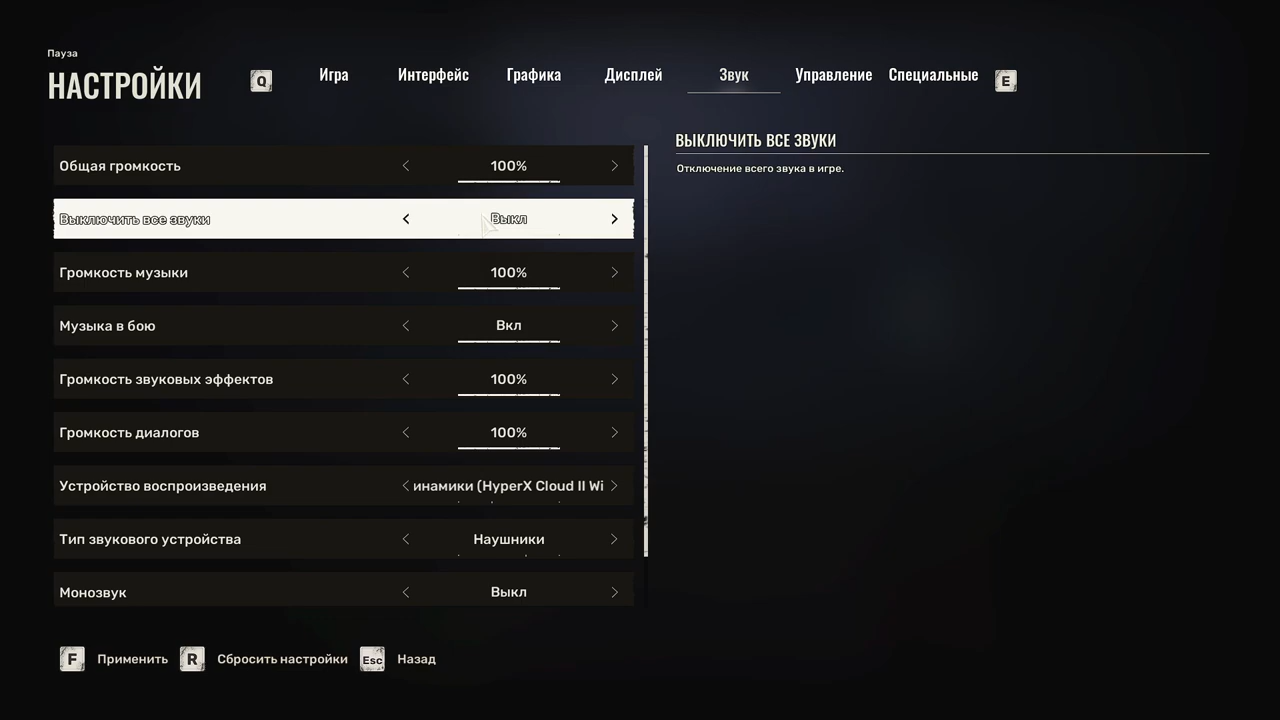 Пауза
НАСТРОЙКИ
Q Игра Интерфейс Графика Дисплей Звук Управление Специальные E
Общая громкость 100%
Выключить все звуки Выкл
Громкость музыки 100%
Музыка в бою Вкл
Громкость звуковых эффектов 100%
Громкость диалогов 100%
Устройство воспроизведения инамики (HyperX Cloud II Wi
Тип звукового устройства Наушники
Монозвук Выкл
ВЫКЛЮЧИТЬ ВСЕ ЗВУКИ
Отключение всего звука в игре.
F Применить R Сбросить настройки Esc Назад